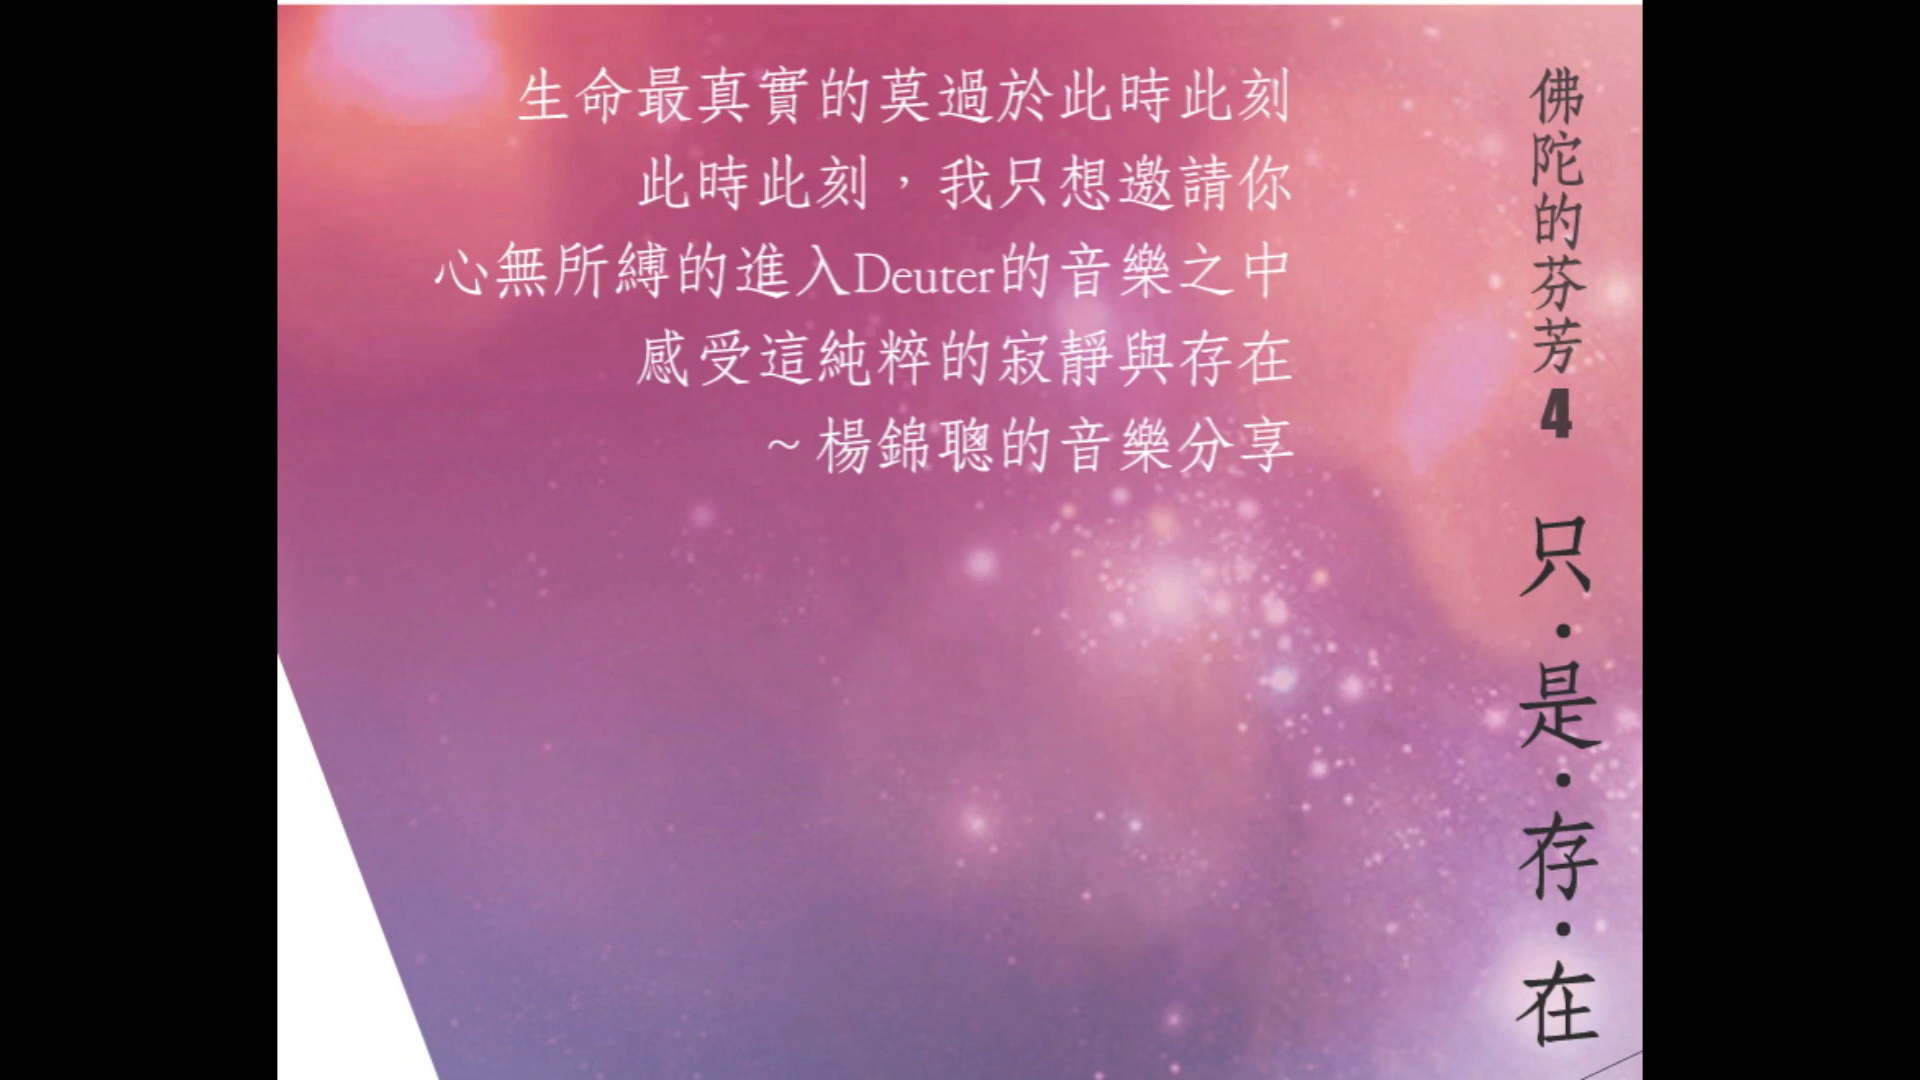 生命最真實的莫過於此時此刻
此時此刻，我只想邀請你
心無所縛的進入Deuter的音樂之中
感受這純粹的寂靜與存在
~楊錦聰的音樂分享
佛陀的芬芳4 只·是·存·在